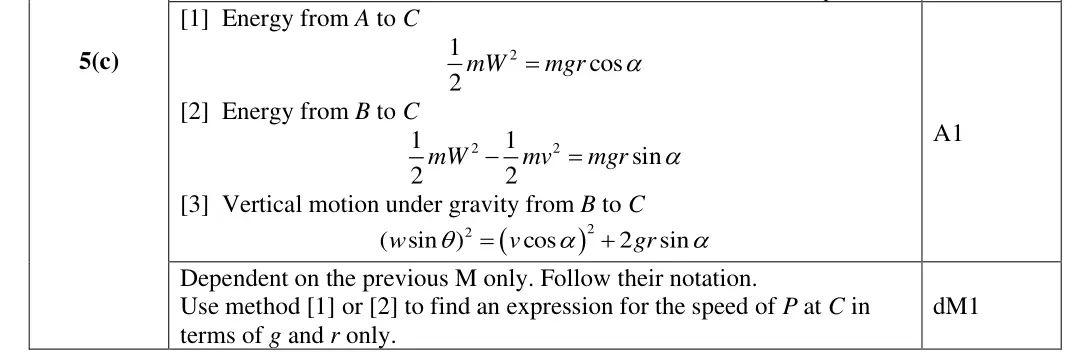 [1] Energy from A to C
5(c)
1/2 mW² = mgr cos α
[2] Energy from B to C
A1
1/2 mW² − 1/2 mv² = mgr sin α
[3] Vertical motion under gravity from B to C
(w sin θ)² = (v cos α)² + 2gr sin α
Dependent on the previous M only. Follow their notation.
Use method [1] or [2] to find an expression for the speed of P at C in
dM1
terms of g and r only.